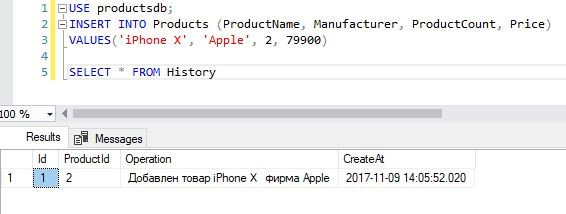 1 USE productsdb;
2 INSERT INTO Products (ProductName, Manufacturer, ProductCount, Price)
3 VALUES('iPhone X', 'Apple', 2, 79900)
4
5 SELECT * FROM History
100 %
Results Messages
Id ProductId Operation CreateAt
1 1 2 Добавлен товар iPhone X фирма Apple 2017-11-09 14:05:52.020